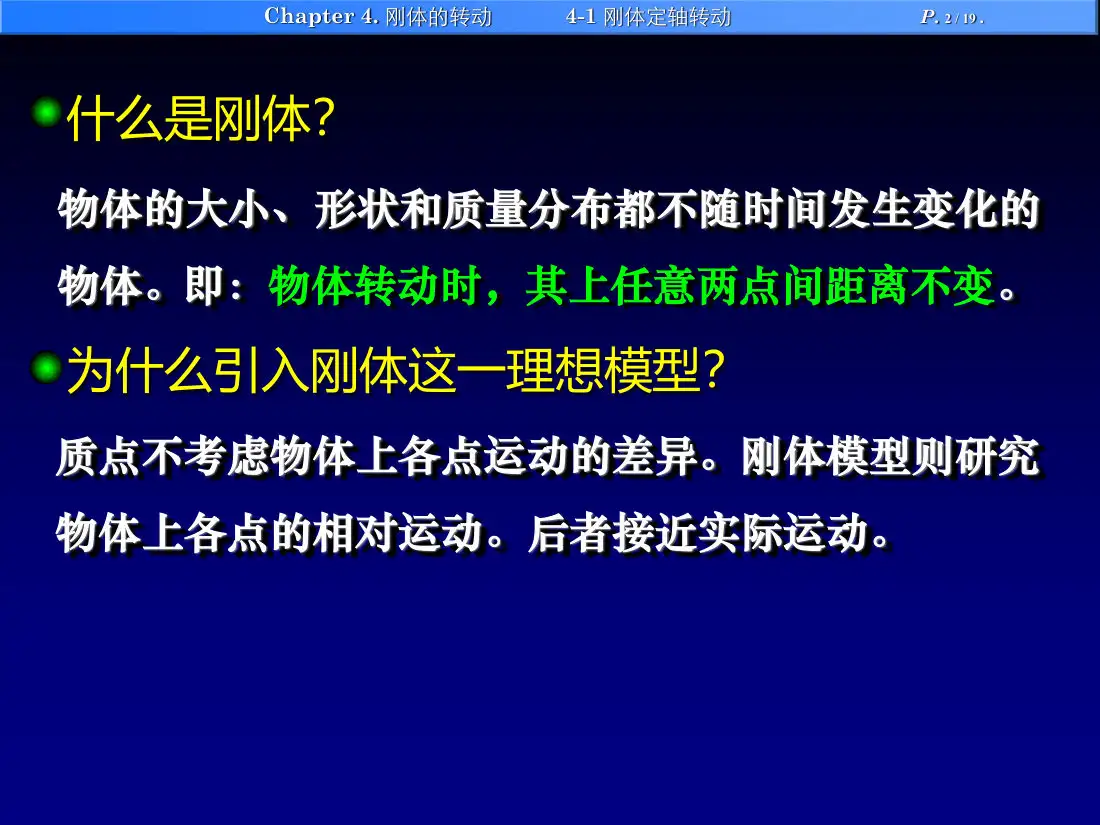 Chapter 4. 刚体的转动 4-1 刚体定轴转动 P. 2 / 19 .
什么是刚体?
物体的大小、形状和质量分布都不随时间发生变化的
物体。即：物体转动时，其上任意两点间距离不变。
为什么引入刚体这一理想模型?
质点不考虑物体上各点运动的差异。刚体模型则研究
物体上各点的相对运动。后者接近实际运动。